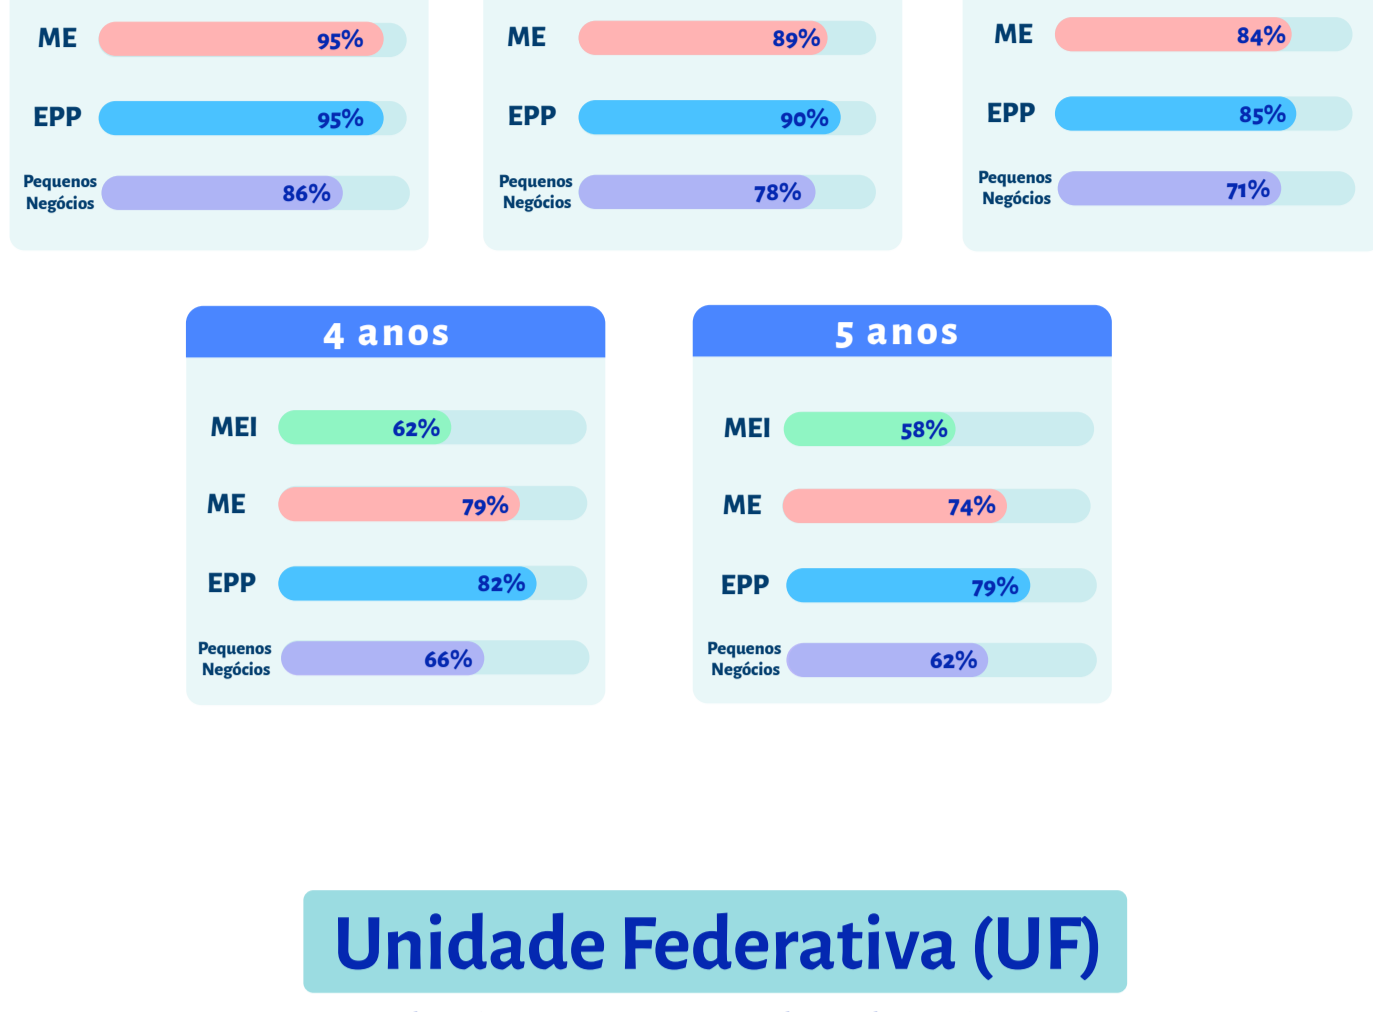 ME 95%
EPP 95%
Pequenos
Negócios 86%
ME 89%
EPP 90%
Pequenos
Negócios 78%
ME 84%
EPP 85%
Pequenos
Negócios 71%
4 anos
MEI 62%
ME 79%
EPP 82%
Pequenos
Negócios 66%
5 anos
MEI 58%
ME 74%
EPP 79%
Pequenos
Negócios 62%
Unidade Federativa (UF)